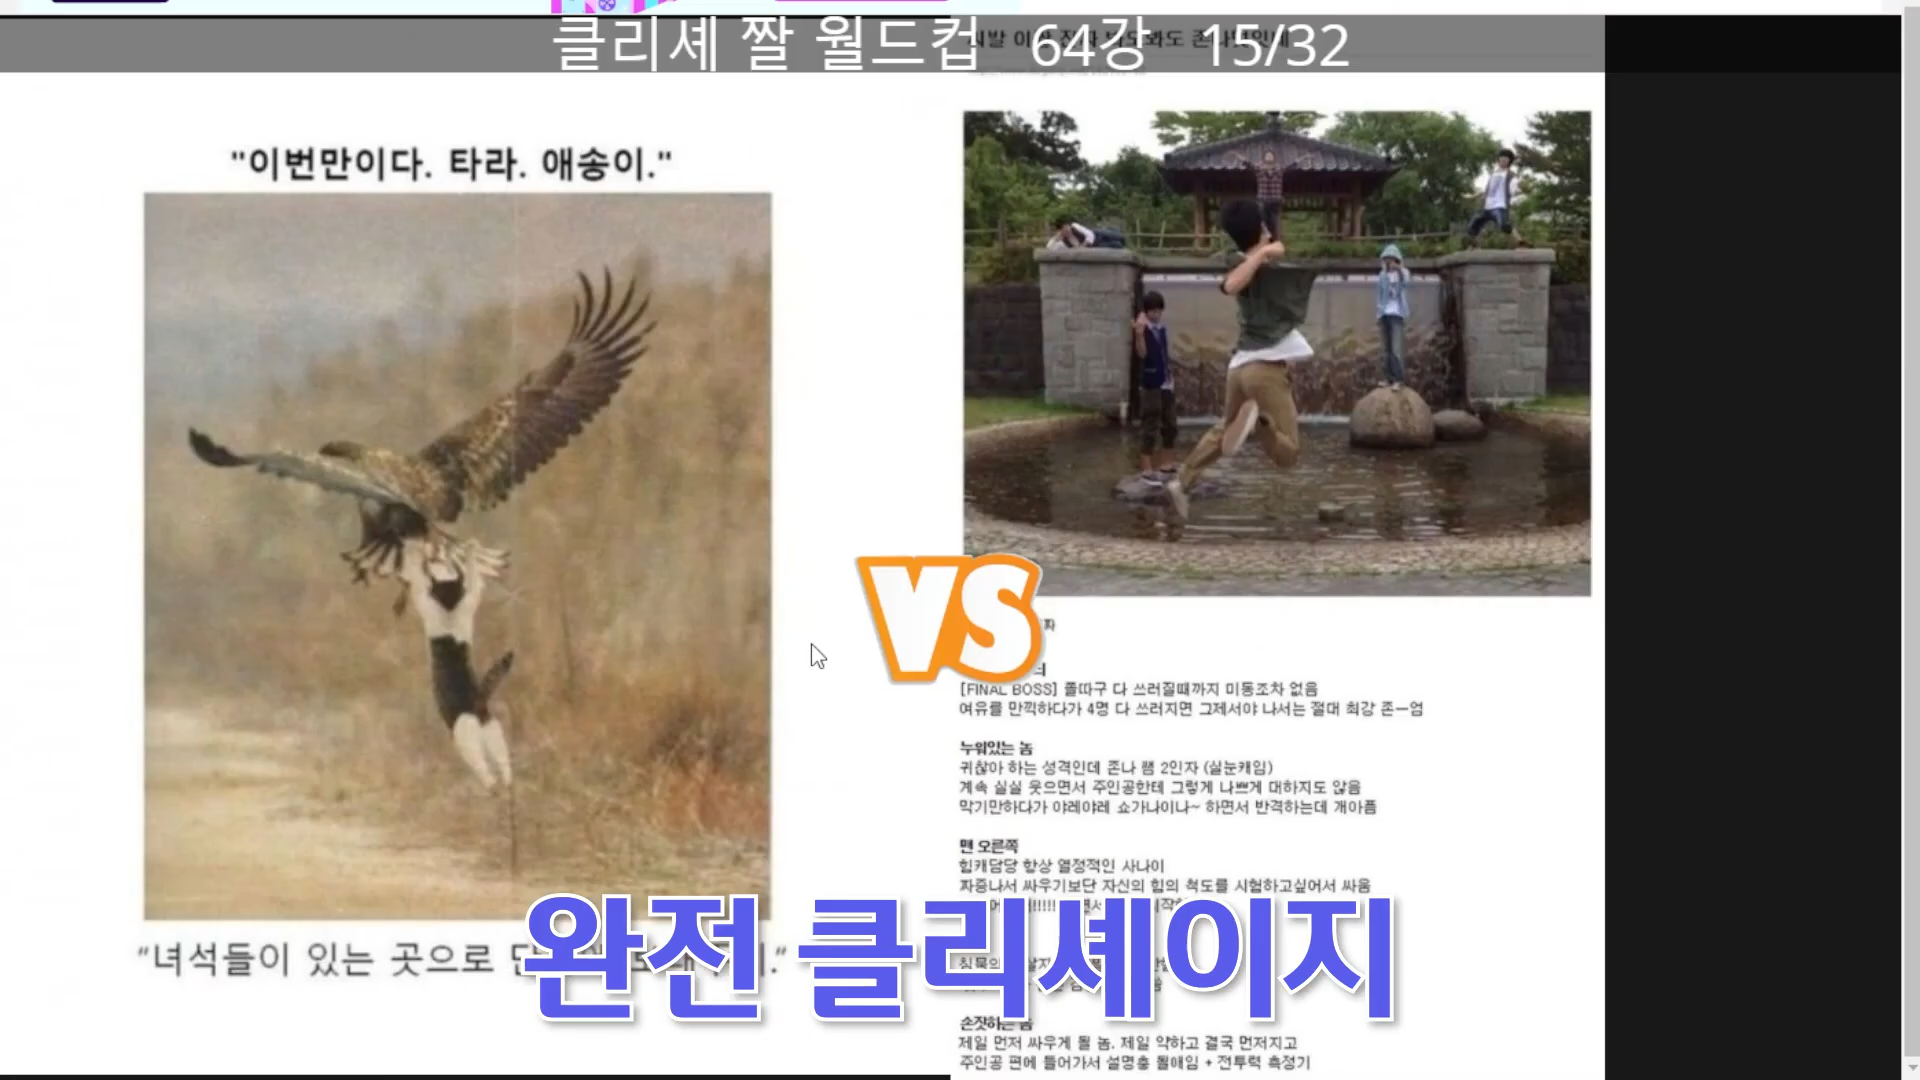 클리셰 짤 월드컵 64강 15/32
"이번만이다. 타라. 애송이."
"녀석들이 있는 곳으로
VS
[FINAL BOSS] 쫄따구 다 쓰러질때까지 미동조차 없음
여유를 만끽하다가 4명 다 쓰러지면 그제서야 나서는 절대 최강 존-엄
누워있는 놈
귀찮아 하는 성격인데 존나 쌤 2인자 (실눈캐임)
계속 실실 웃으면서 주인공한테 그렇게 나쁘게 대하지도 않음
막기만하다가 야레야레 쇼가나이나~ 하면서 반격하는데 개아픔
맨 오른쪽
힘캐담당 항상 열정적인 사나이
짜증나서 싸우기보단 자신의 힘의 척도를 시험하고싶어서 싸움
완전 클리셰이지
손짓하는 놈
제일 먼저 싸우게 될 놈. 제일 약하고 결국 먼저지고
주인공 편에 들어가서 설명충 될애임 + 전투력 측정기